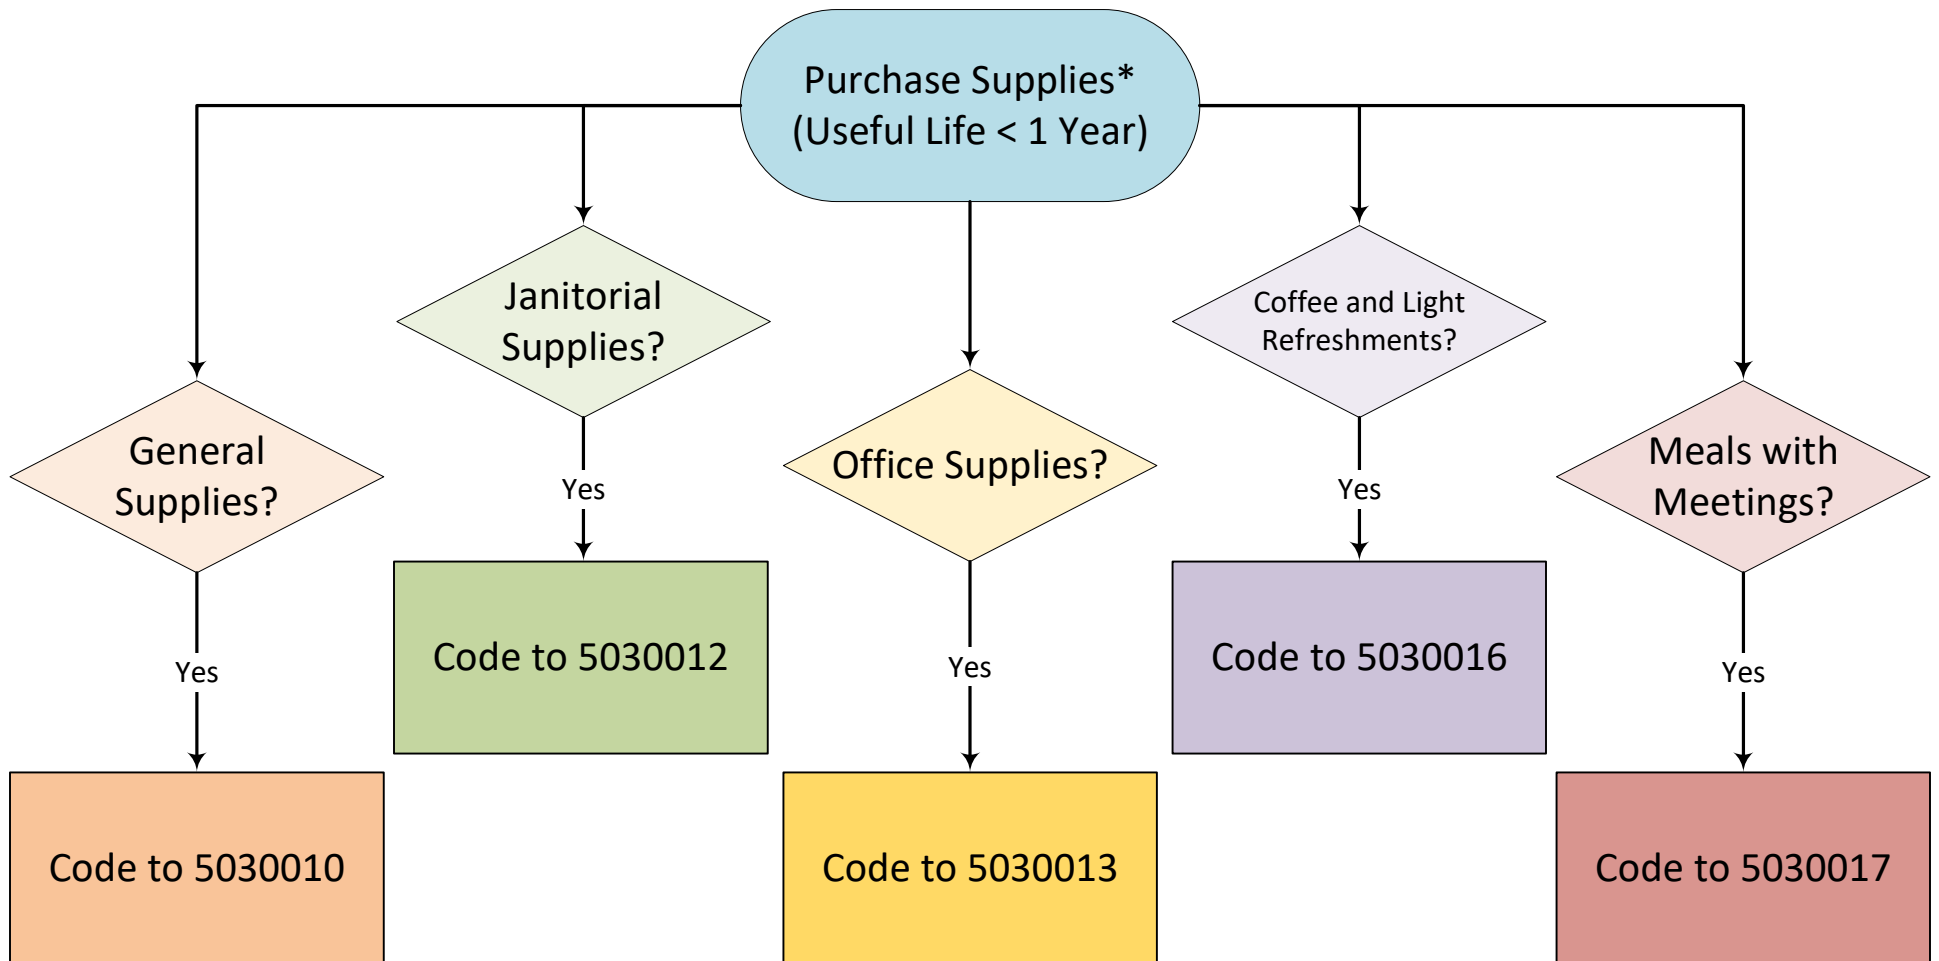 Purchase Supplies*
(Useful Life < 1 Year)
General
Supplies?
Yes
Code to 5030010
Janitorial
Supplies?
Yes
Code to 5030012
Office Supplies?
Yes
Code to 5030013
Coffee and Light
Refreshments?
Yes
Code to 5030016
Meals with
Meetings?
Yes
Code to 5030017